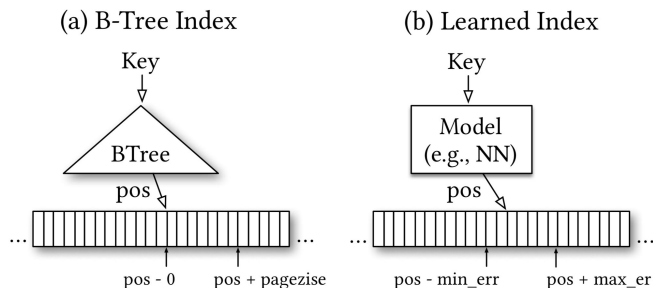 (a) B-Tree Index
Key
BTree
pos
...
...
pos - 0
pos + pagezise
(b) Learned Index
Key
Model
(e.g., NN)
pos
...
...
pos - min_err
pos + max_er